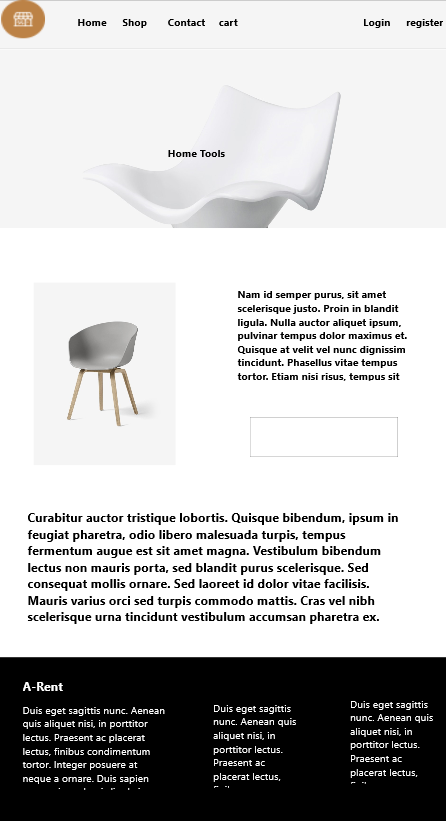 Home Shop Contact cart Login register
Home Tools
Nam id semper purus, sit amet
scelerisque justo. Proin in blandit
ligula. Nulla auctor aliquet ipsum,
pulvinar tempus dolor maximus et.
Quisque at velit vel nunc dignissim
tincidunt. Phasellus vitae tempus
tortor. Etiam nisi risus, tempus sit
Curabitur auctor tristique lobortis. Quisque bibendum, ipsum in
feugiat pharetra, odio libero malesuada turpis, tempus
fermentum augue est sit amet magna. Vestibulum bibendum
lectus non mauris porta, sed blandit purus scelerisque. Sed
consequat mollis ornare. Sed laoreet id dolor vitae facilisis.
Mauris varius orci sed turpis commodo mattis. Cras vel nibh
scelerisque urna tincidunt vestibulum accumsan pharetra ex.
A-Rent
Duis eget sagittis nunc. Aenean
quis aliquet nisi, in porttitor
lectus. Praesent ac placerat
lectus, finibus condimentum
tortor. Integer posuere at
neque a ornare. Duis sapien
Duis eget sagittis
nunc. Aenean quis
aliquet nisi, in
porttitor lectus.
Praesent ac
placerat lectus,
Duis eget sagittis
nunc. Aenean quis
aliquet nisi, in
porttitor lectus.
Praesent ac
placerat lectus,